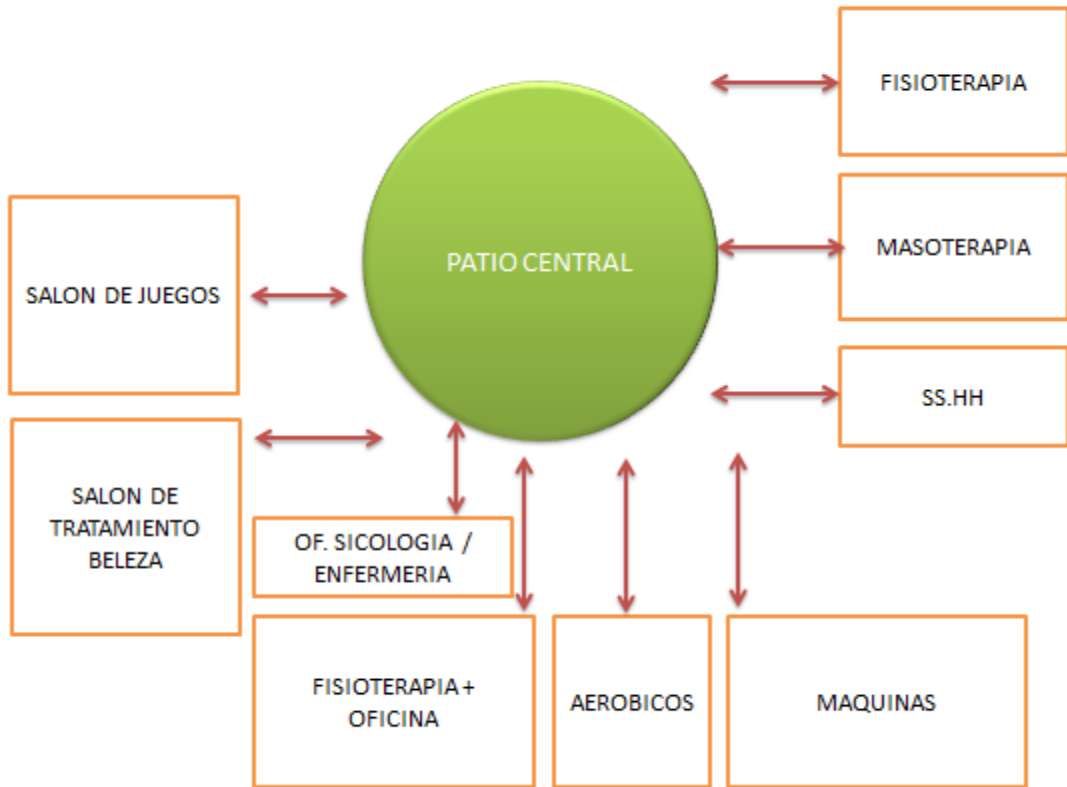 FISIOTERAPIA
PATIO CENTRAL
MASOTERAPIA
SALON DE JUEGOS
SS.HH
SALON DE
TRATAMIENTO
BELEZA
OF. SICOLOGIA /
ENFERMERIA
FISIOTERAPIA +
OFICINA
AEROBICOS
MAQUINAS